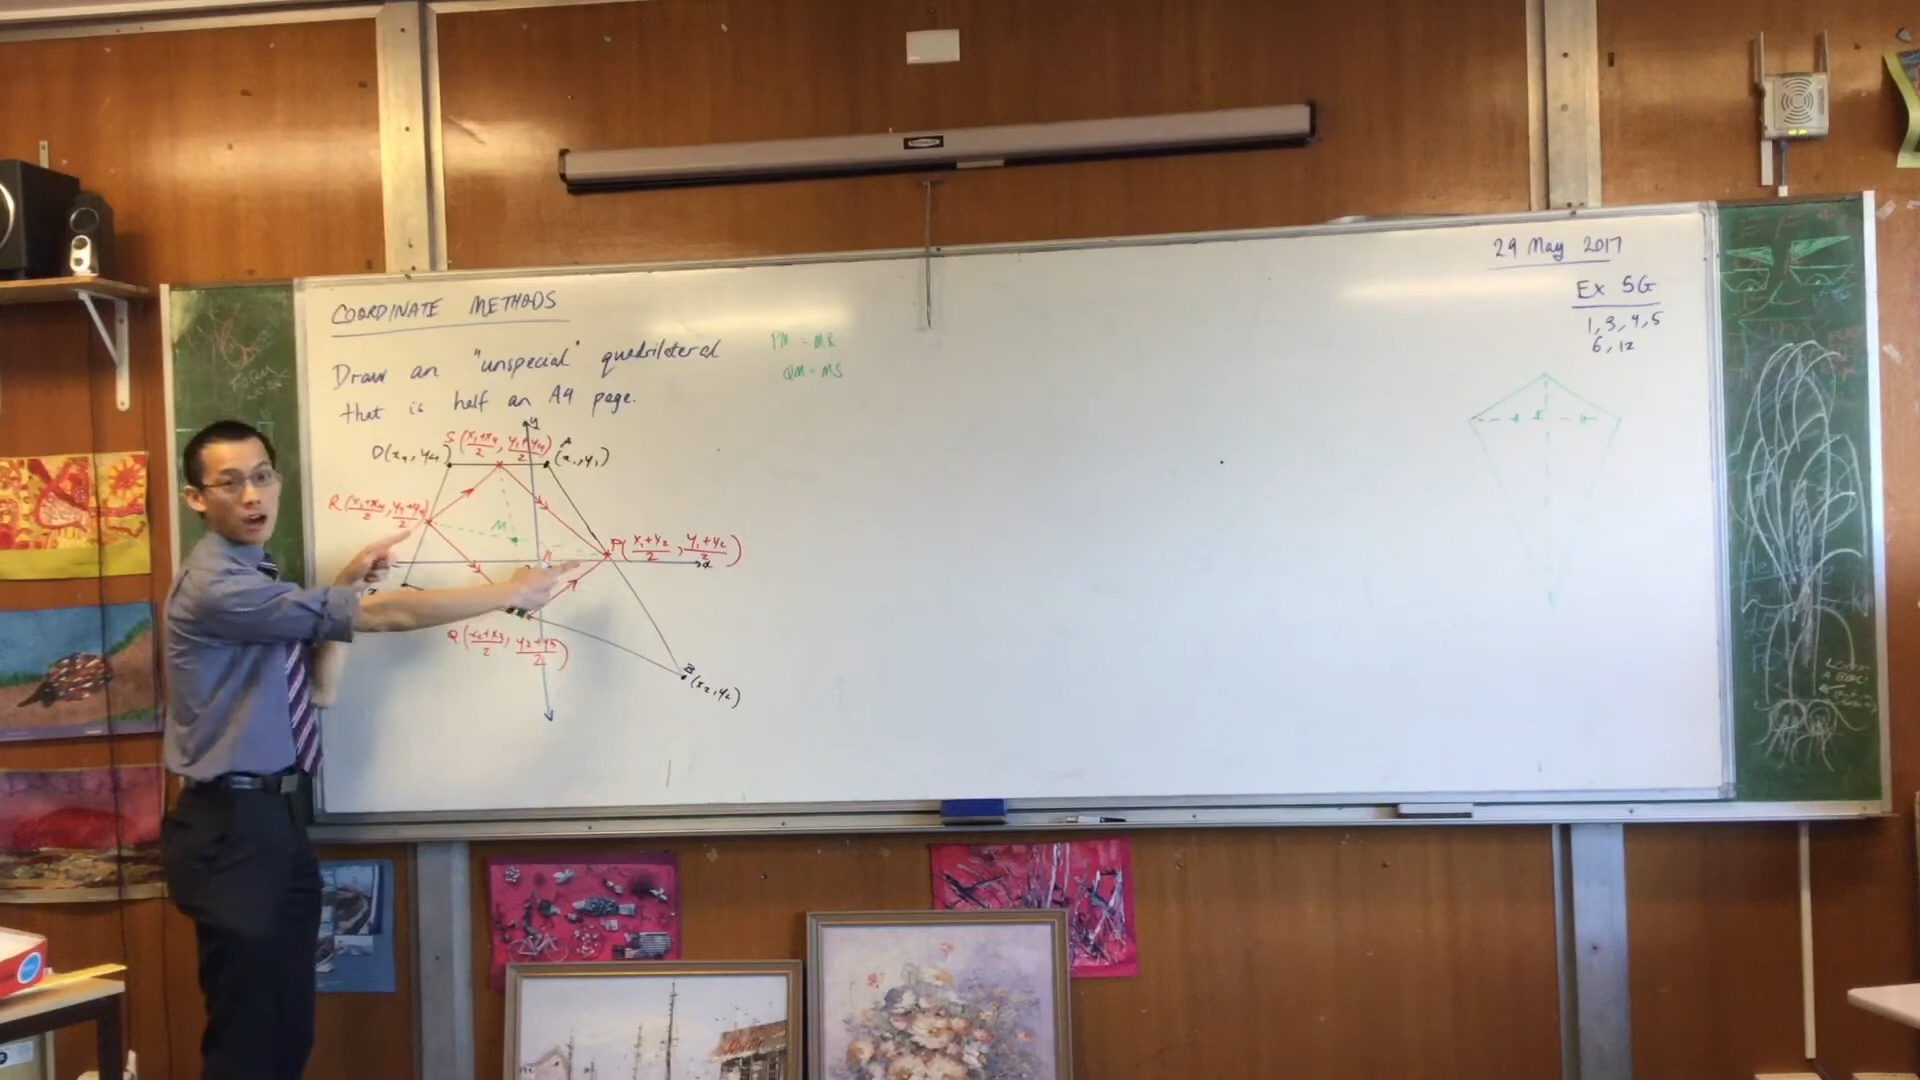 COORDINATE METHODS
Draw an "unspecial" quadrilateral
that is half an A4 page.
PM = MR
QM = MS
29 May 2017
Ex 5G
1, 3, 4, 5
6, 12
y
S (x₁+x₄/2, y₁+y₄/2)
A
D(x₄, y₄)
(x₁, y₁)
R (x₃+x₄/2, y₃+y₄/2)
M
P(x₁+x₂/2, y₁+y₂/2)
x
Q (x₂+x₃/2, y₂+y₃/2)
B
(x₂, y₂)